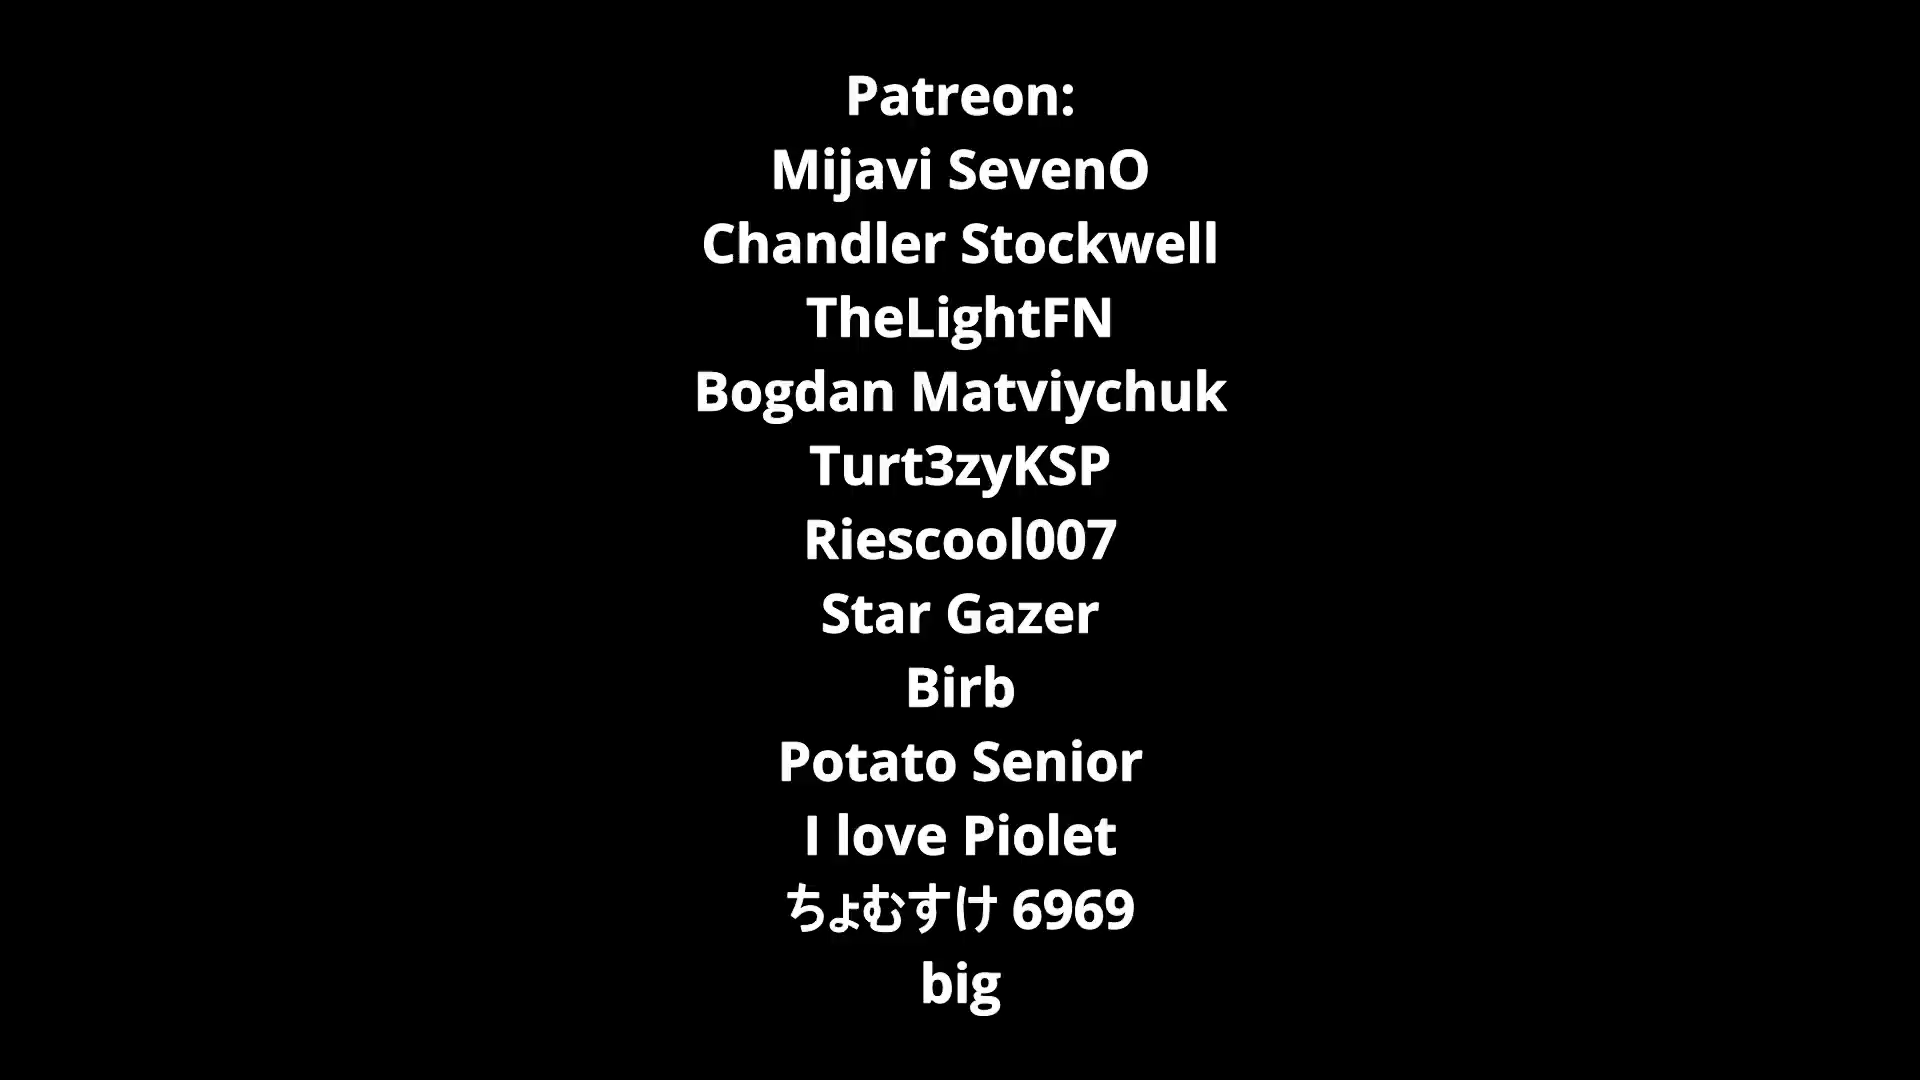 Patreon:
Mijavi SevenO
Chandler Stockwell
TheLightFN
Bogdan Matviychuk
Turt3zyKSP
Riescool007
Star Gazer
Birb
Potato Senior
I love Piolet
ちょむすけ 6969
big